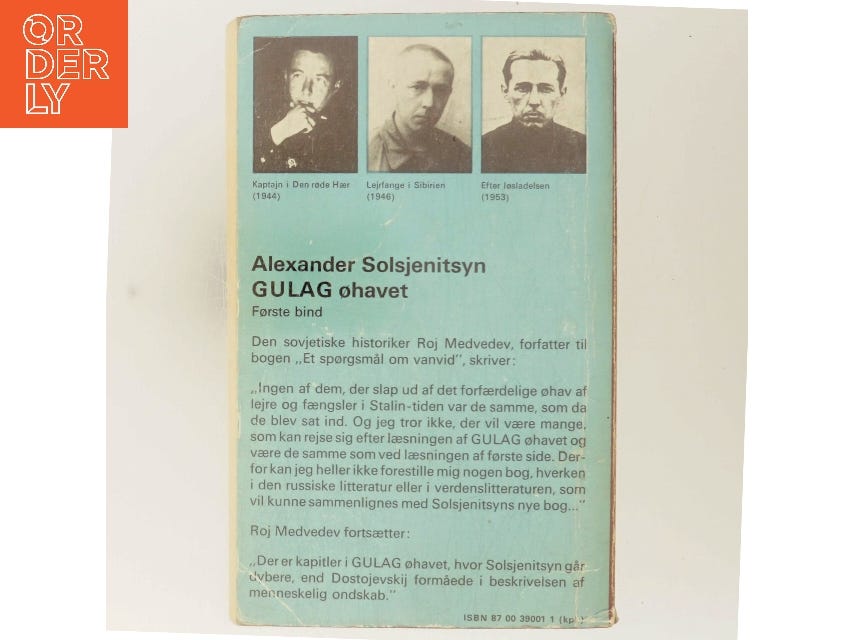 ORDERLY
Kaptajn i Den røde Hær
(1944)
Lejrfange i Sibirien
(1946)
Efter løsladelsen
(1953)
Alexander Solsjenitsyn
GULAG øhavet
Første bind
Den sovjetiske historiker Roj Medvedev, forfatter til
bogen „Et spørgsmål om vanvid”, skriver:
„Ingen af dem, der slap ud af det forfærdelige øhav af
lejre og fængsler i Stalin-tiden var de samme, som da
de blev sat ind. Og jeg tror ikke, der vil være mange,
som kan rejse sig efter læsningen af GULAG øhavet og
være de samme som ved læsningen af første side. Der-
for kan jeg heller ikke forestille mig nogen bog, hverken
i den russiske litteratur eller i verdenslitteraturen, som
vil kunne sammenlignes med Solsjenitsyns nye bog...”
Roj Medvedev fortsætter:
„Der er kapitler i GULAG øhavet, hvor Solsjenitsyn går
dybere, end Dostojevskij formåede i beskrivelsen af
menneskelig ondskab.”
ISBN 87 00 39001 1 (kpl.)